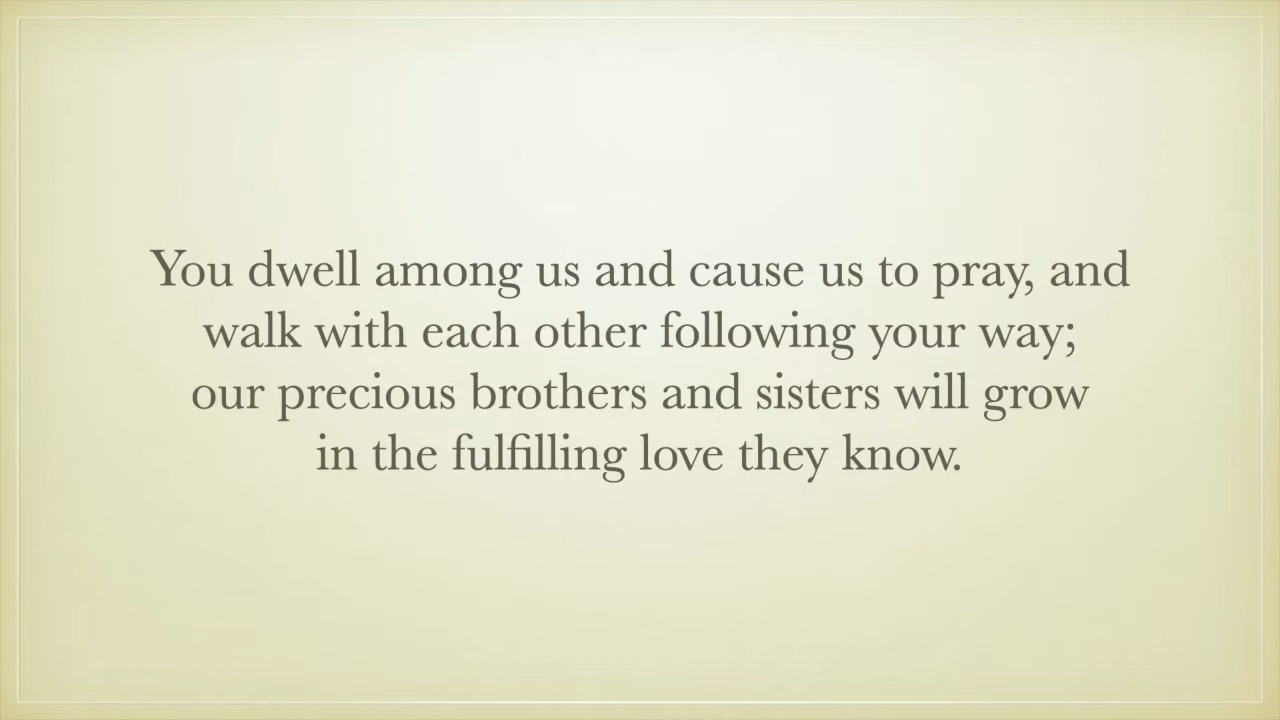 You dwell among us and cause us to pray, and
walk with each other following your way;
our precious brothers and sisters will grow
in the fulfilling love they know.